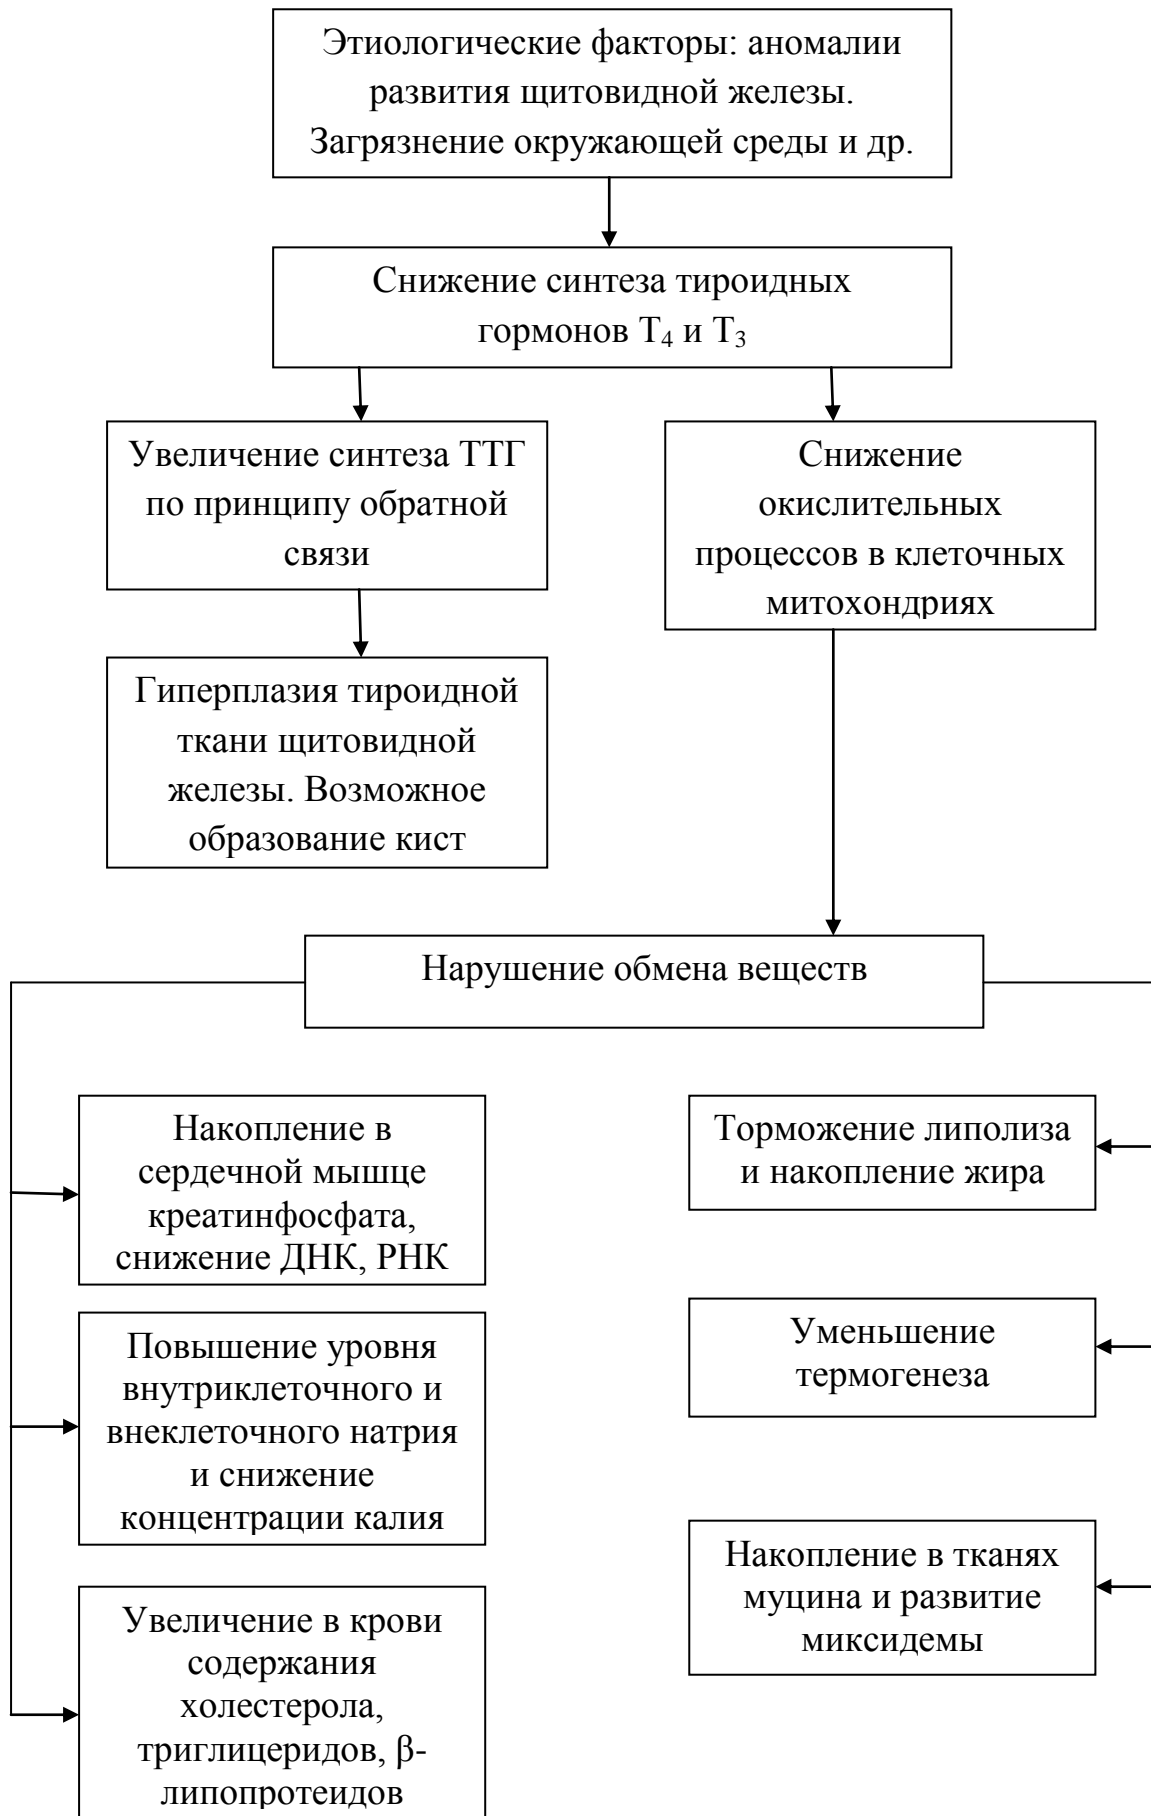 Этиологические факторы: аномалии
развития щитовидной железы.
Загрязнение окружающей среды и др.
Снижение синтеза тироидных
гормонов Т₄ и Т₃
Увеличение синтеза ТТГ
по принципу обратной
связи
Снижение
окислительных
процессов в клеточных
митохондриях
Гиперплазия тироидной
ткани щитовидной
железы. Возможное
образование кист
Нарушение обмена веществ
Накопление в
сердечной мышце
креатинфосфата,
снижение ДНК, РНК
Повышение уровня
внутриклеточного и
внеклеточного натрия
и снижение
концентрации калия
Увеличение в крови
содержания
холестерола,
триглицеридов, β-
липопротеидов
Торможение липолиза
и накопление жира
Уменьшение
термогенеза
Накопление в тканях
муцина и развитие
миксидемы